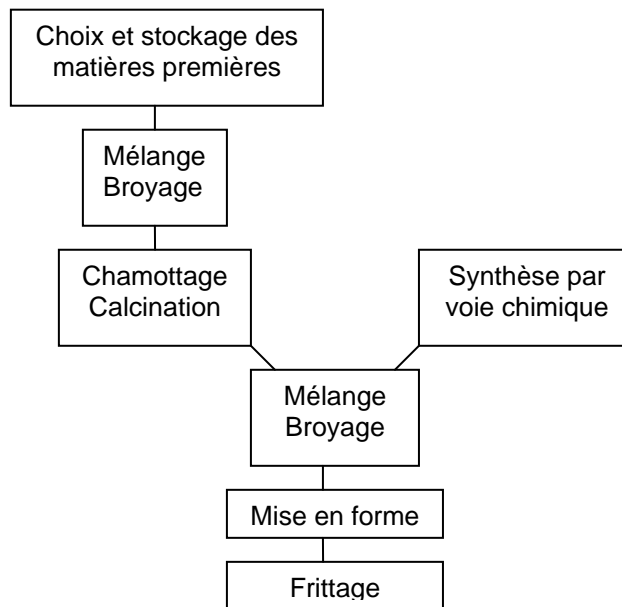 Choix et stockage des
matières premières
Mélange
Broyage
Chamottage
Calcination
Synthèse par
voie chimique
Mélange
Broyage
Mise en forme
Frittage